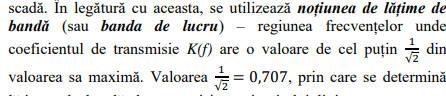 scadă. În legătură cu aceasta, se utilizează noțiunea de lățime de
bandă (sau banda de lucru) – regiunea frecvențelor unde
coeficientul de transmisie K(f) are o valoare de cel puțin 1/√2 din
valoarea sa maximă. Valoarea 1/√2 = 0,707, prin care se determină